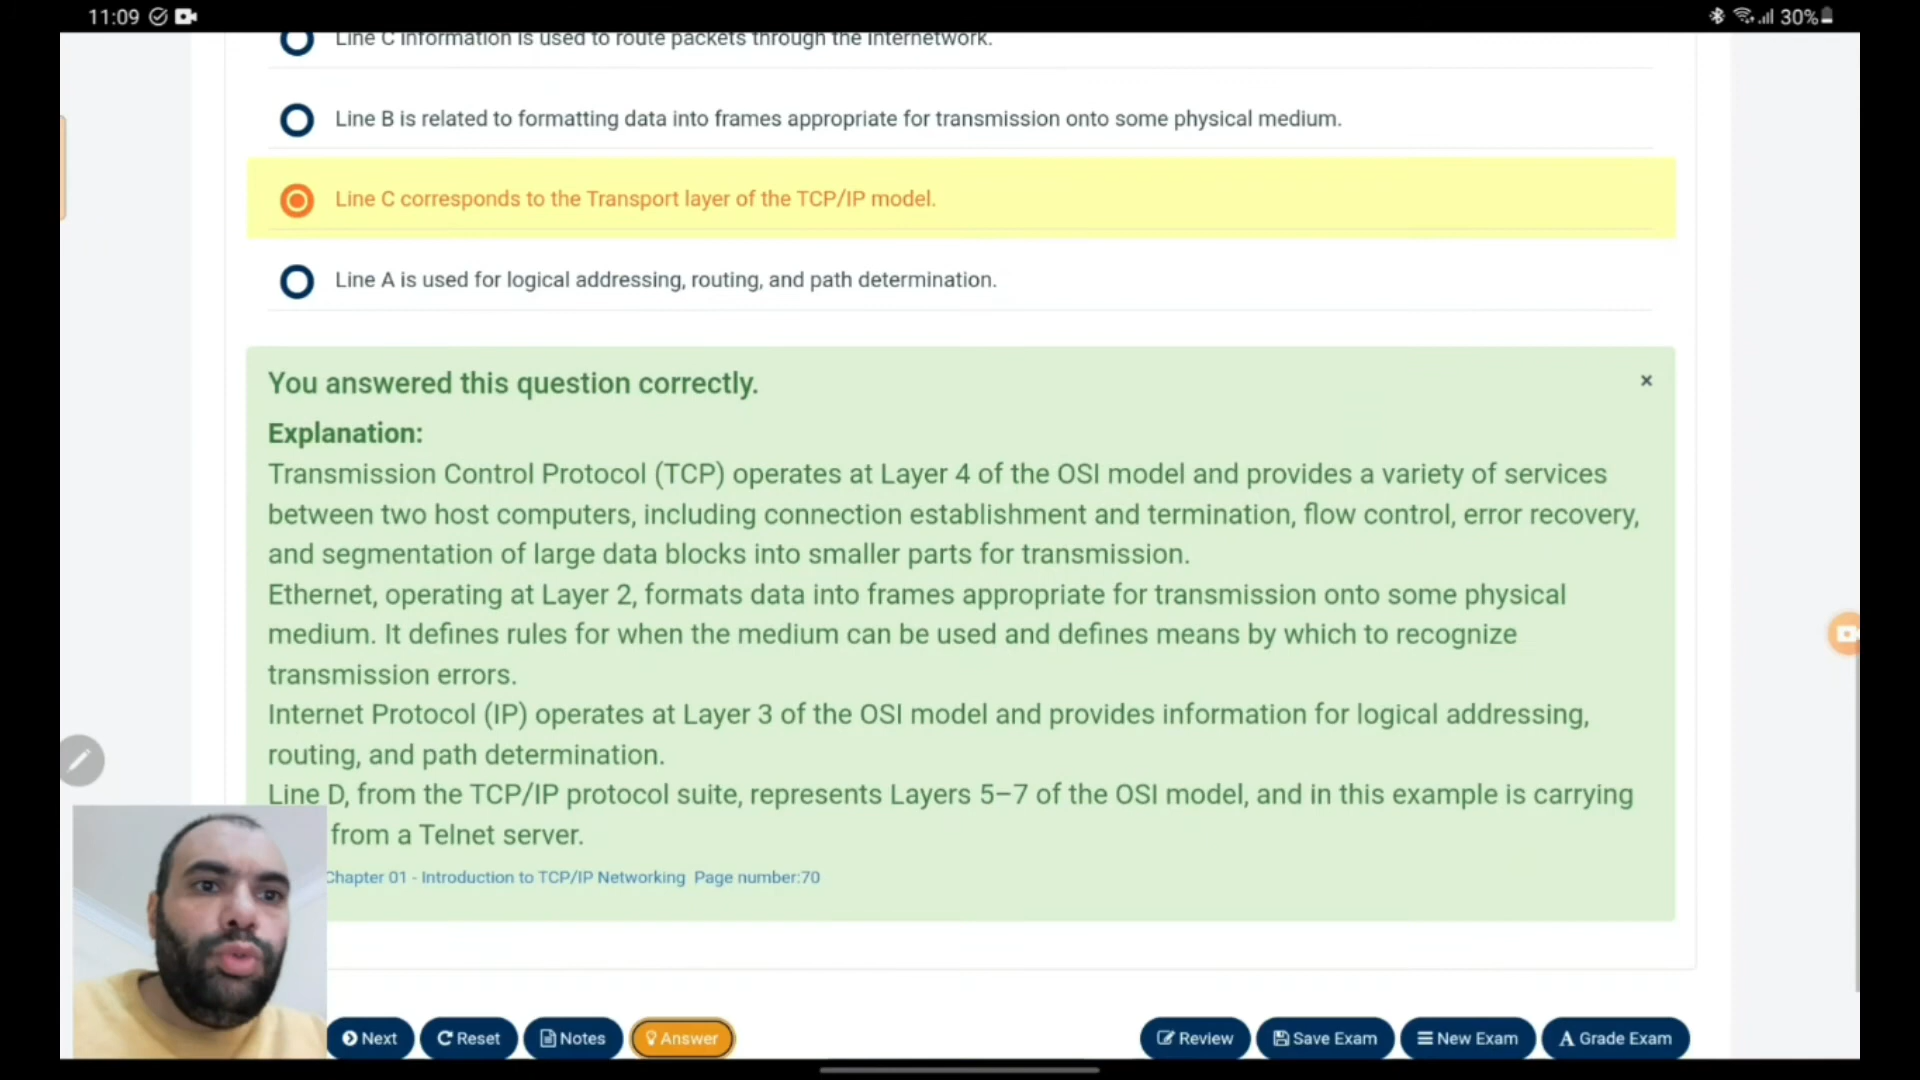 11:09
30%
Line C information is used to route packets through the internetwork.
Line B is related to formatting data into frames appropriate for transmission onto some physical medium.
Line C corresponds to the Transport layer of the TCP/IP model.
Line A is used for logical addressing, routing, and path determination.
You answered this question correctly.
×
Explanation:
Transmission Control Protocol (TCP) operates at Layer 4 of the OSI model and provides a variety of services
between two host computers, including connection establishment and termination, flow control, error recovery,
and segmentation of large data blocks into smaller parts for transmission.
Ethernet, operating at Layer 2, formats data into frames appropriate for transmission onto some physical
medium. It defines rules for when the medium can be used and defines means by which to recognize
transmission errors.
Internet Protocol (IP) operates at Layer 3 of the OSI model and provides information for logical addressing,
routing, and path determination.
Line D, from the TCP/IP protocol suite, represents Layers 5–7 of the OSI model, and in this example is carrying
from a Telnet server.
Chapter 01 - Introduction to TCP/IP Networking Page number:70
Next Reset Notes Answer Review Save Exam New Exam Grade Exam